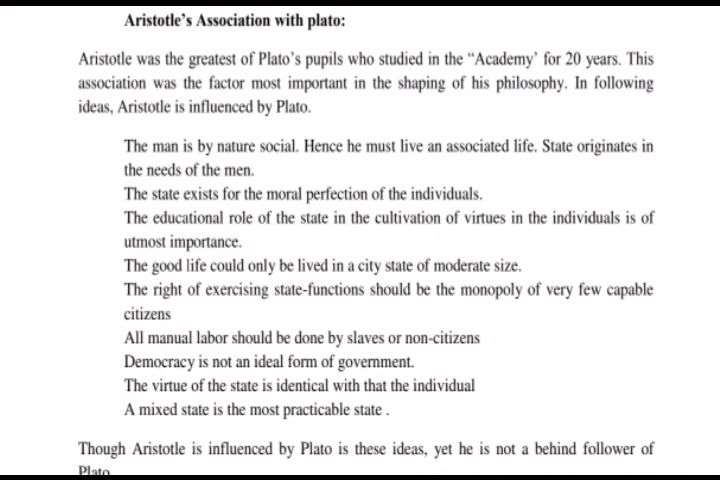 Aristotle's Association with plato:
Aristotle was the greatest of Plato's pupils who studied in the "Academy' for 20 years. This
association was the factor most important in the shaping of his philosophy. In following
ideas, Aristotle is influenced by Plato.
The man is by nature social. Hence he must live an associated life. State originates in
the needs of the men.
The state exists for the moral perfection of the individuals.
The educational role of the state in the cultivation of virtues in the individuals is of
utmost importance.
The good life could only be lived in a city state of moderate size.
The right of exercising state-functions should be the monopoly of very few capable
citizens
All manual labor should be done by slaves or non-citizens
Democracy is not an ideal form of government.
The virtue of the state is identical with that the individual
A mixed state is the most practicable state .
Though Aristotle is influenced by Plato is these ideas, yet he is not a behind follower of
Plato